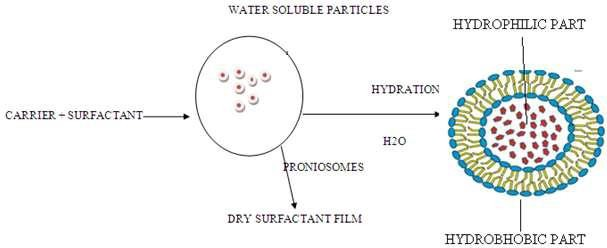 WATER SOLUBLE PARTICLES
HYDROPHILIC PART
HYDRATION
CARRIER + SURFACTANT
H2O
PRONIOSOMES
DRY SURFACTANT FILM
HYDROBHOBIC PART